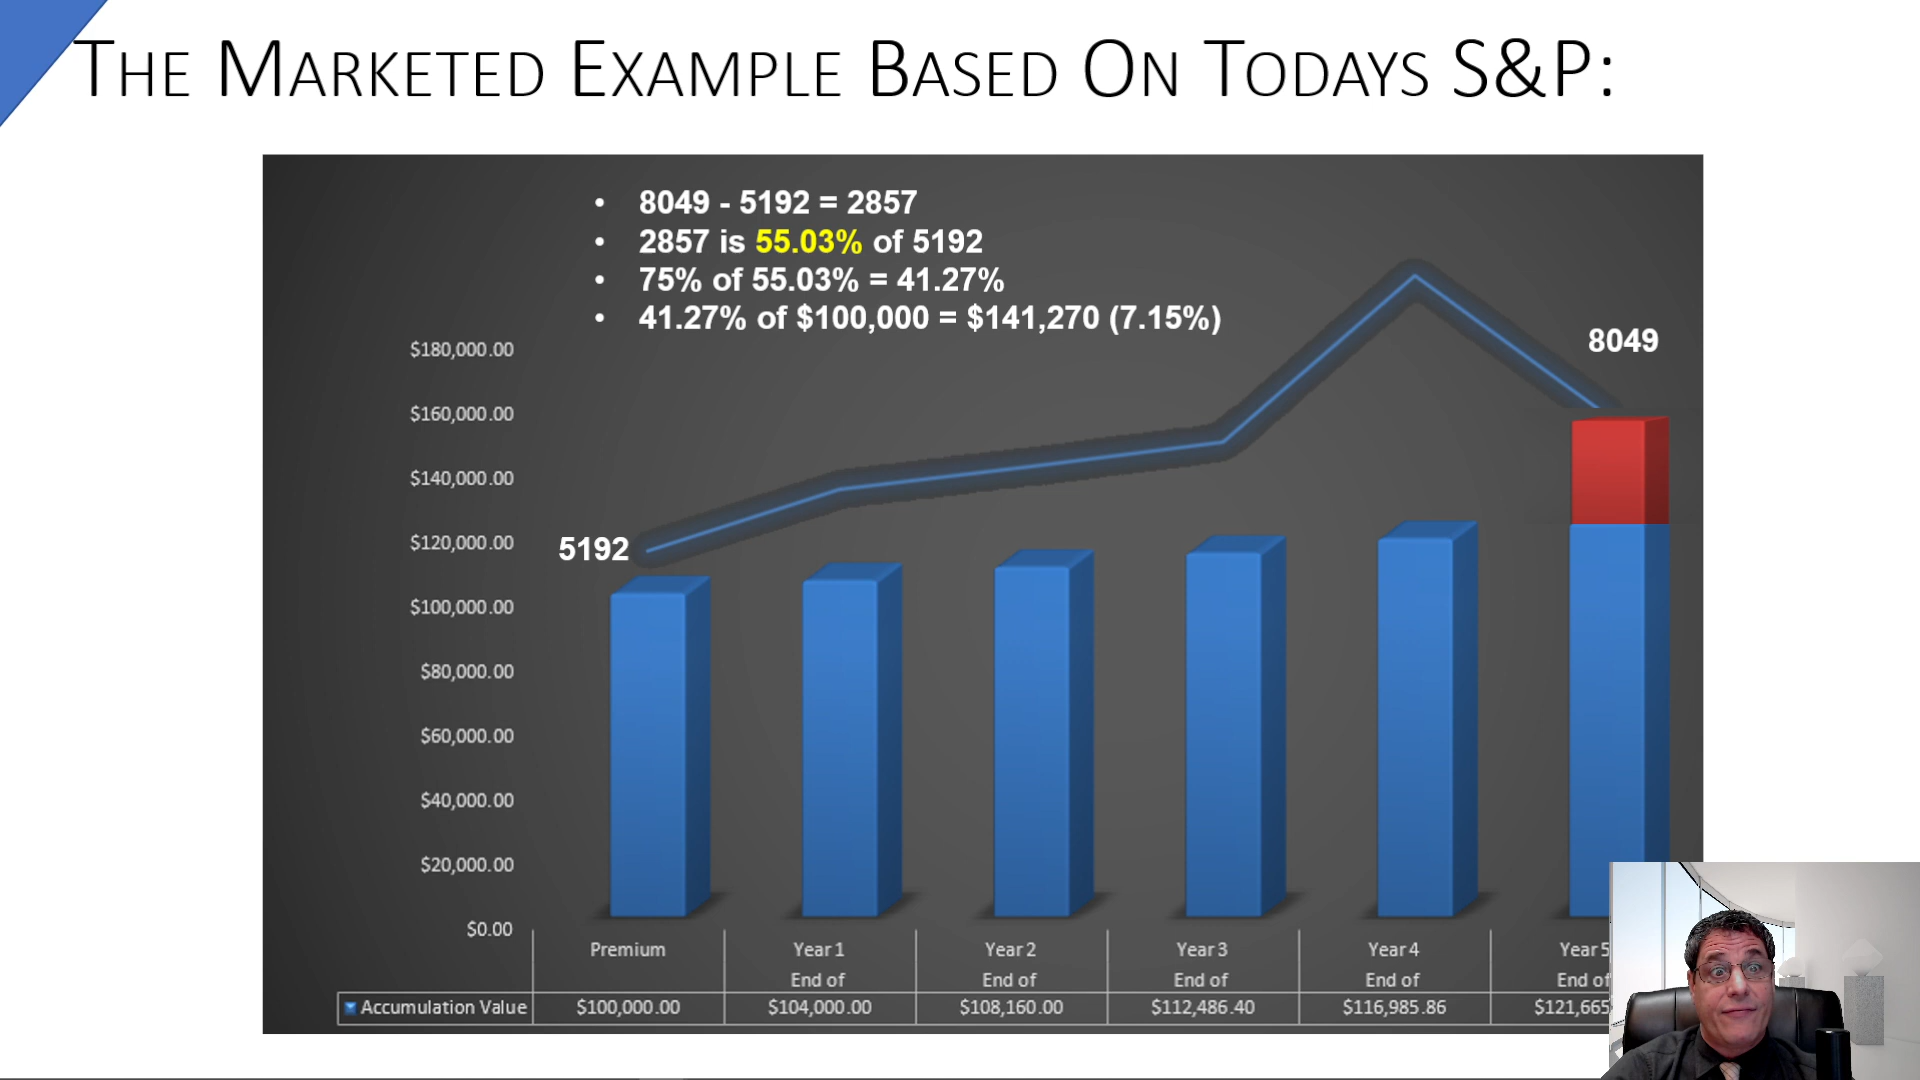 THE MARKETED EXAMPLE BASED ON TODAYS S&P:
• 8049 - 5192 = 2857
• 2857 is 55.03% of 5192
• 75% of 55.03% = 41.27%
• 41.27% of $100,000 = $141,270 (7.15%)
8049
$180,000.00
$160,000.00
$140,000.00
$120,000.00
5192
$100,000.00
$80,000.00
$60,000.00
$40,000.00
$20,000.00
$0.00
Premium Year 1 Year 2 Year 3 Year 4 Year 5
End of End of End of End of End of
Accumulation Value $100,000.00 $104,000.00 $108,160.00 $112,486.40 $116,985.86 $121,665